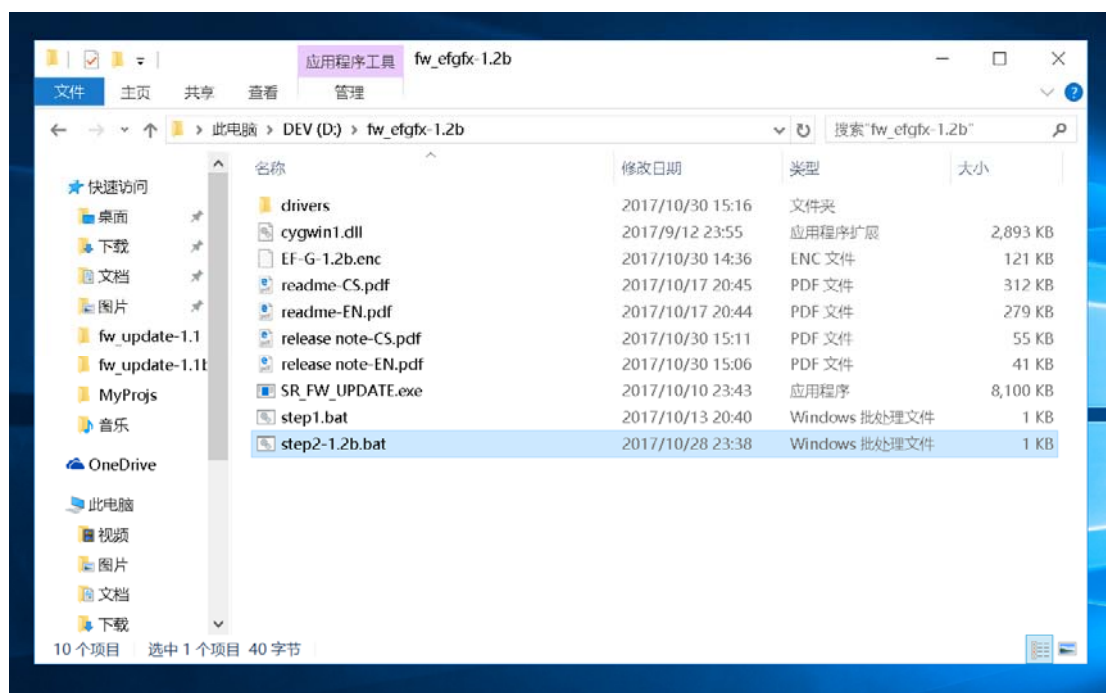 应用程序工具 fw_efgfx-1.2b
文件 主页 共享 查看 管理
此电脑 > DEV (D:) > fw_efgfx-1.2b 搜索"fw_efgfx-1.2b"
名称 修改日期 类型 大小
drivers 2017/10/30 15:16 文件夹
cygwin1.dll 2017/9/12 23:55 应用程序扩展 2,893 KB
EF-G-1.2b.enc 2017/10/30 14:36 ENC 文件 121 KB
readme-CS.pdf 2017/10/17 20:45 PDF 文件 312 KB
readme-EN.pdf 2017/10/17 20:44 PDF 文件 279 KB
release note-CS.pdf 2017/10/30 15:11 PDF 文件 55 KB
release note-EN.pdf 2017/10/30 15:06 PDF 文件 41 KB
SR_FW_UPDATE.exe 2017/10/10 23:43 应用程序 8,100 KB
step1.bat 2017/10/13 20:40 Windows 批处理文件 1 KB
step2-1.2b.bat 2017/10/28 23:38 Windows 批处理文件 1 KB
快速访问
桌面
下载
文档
图片
fw_update-1.1
fw_update-1.1b
MyProjs
音乐
OneDrive
此电脑
视频
图片
文档
下载
10 个项目 选中 1 个项目 40 字节